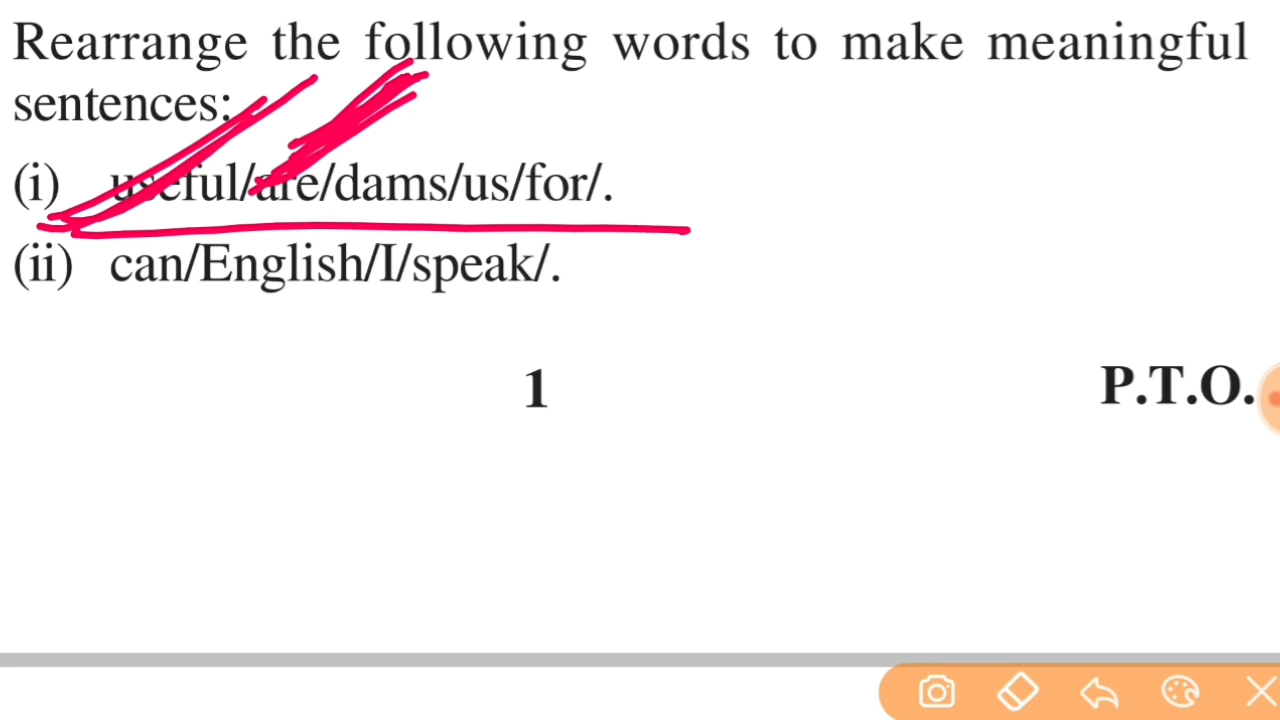 Rearrange the following words to make meaningful
sentences:
(i) useful/are/dams/us/for/.
(ii) can/English/I/speak/.
1
P.T.O.